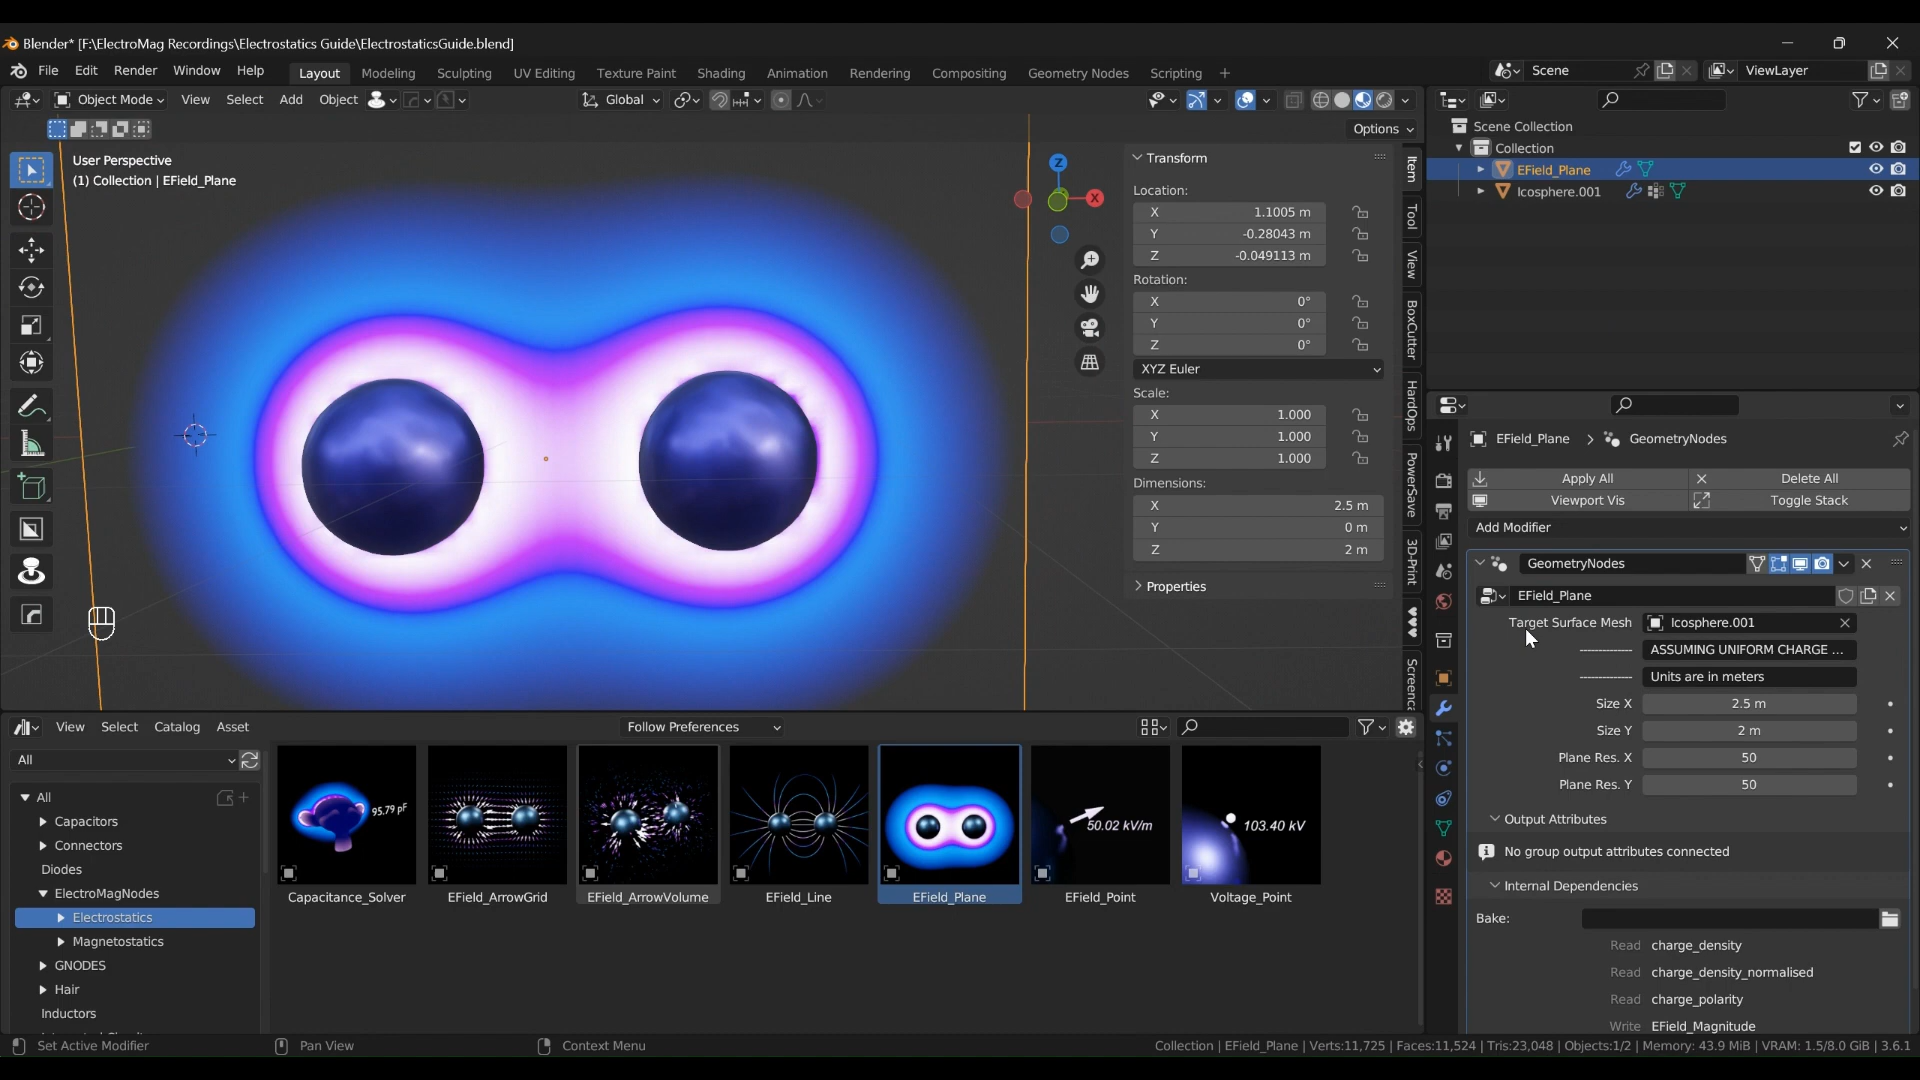 Blender* [F:\ElectroMag Recordings\Electrostatics Guide\ElectrostaticsGuide.blend]
File Edit Render Window Help Layout Modeling Sculpting UV Editing Texture Paint Shading Animation Rendering Compositing Geometry Nodes Scripting + Scene ViewLayer
Object Mode View Select Add Object Global
Options
User Perspective
(1) Collection | EField_Plane
Z
X
Transform
Location:
X 1.1005 m
Y -0.28043 m
Z -0.049113 m
Rotation:
X 0°
Y 0°
Z 0°
XYZ Euler
Scale:
X 1.000
Y 1.000
Z 1.000
Dimensions:
X 2.5 m
Y 0 m
Z 2 m
Properties
Item
Tool
View
BoxCutter
HardOps
PowerSave
3D-Print
Screenca
Scene Collection
Collection
EField_Plane
Icosphere.001
EField_Plane GeometryNodes
Apply All Delete All
Viewport Vis Toggle Stack
Add Modifier
GeometryNodes
EField_Plane
Target Surface Mesh Icosphere.001
-------------- ASSUMING UNIFORM CHARGE ...
-------------- Units are in meters
Size X 2.5 m
Size Y 2 m
Plane Res. X 50
Plane Res. Y 50
Output Attributes
No group output attributes connected
Internal Dependencies
Bake:
Read charge_density
Read charge_density_normalised
Read charge_polarity
Write EField_Magnitude
View Select Catalog Asset Follow Preferences
All
All
Capacitors
Connectors
Diodes
ElectroMagNodes
Electrostatics
Magnetostatics
GNODES
Hair
Inductors
95.79 pF
50.02 kV/m
103.40 kV
Capacitance_Solver EField_ArrowGrid EField_ArrowVolume EField_Line EField_Plane EField_Point Voltage_Point
Set Active Modifier Pan View Context Menu Collection | EField_Plane | Verts:11,725 | Faces:11,524 | Tris:23,048 | Objects:1/2 | Memory: 43.9 MiB | VRAM: 1.5/8.0 GiB | 3.6.1